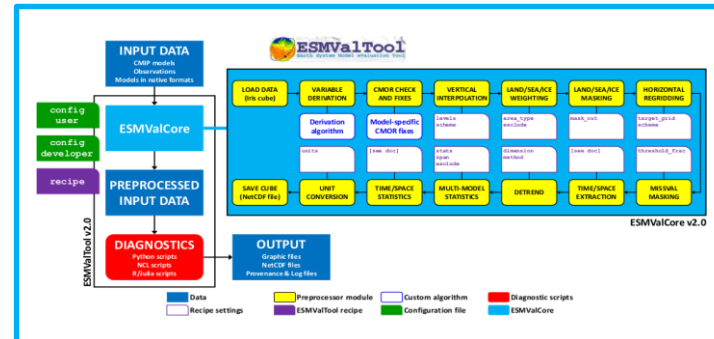 INPUT DATA
CMIP models
Observations
Models in native formats
config
user
config
developer
recipe
ESMValCore
PREPROCESSED
INPUT DATA
DIAGNOSTICS
Python scripts
NCL scripts
R/Julia scripts
ESMValTool v2.0
OUTPUT
Graphic files
NetCDF files
Provenance & Log files
ESMValTool
Earth System Model evaluation Tool
LOAD DATA
(Iris cube)
VARIABLE
DERIVATION
CMOR CHECK
AND FIXES
VERTICAL
INTERPOLATION
LAND/SEA/ICE
WEIGHTING
LAND/SEA/ICE
MASKING
HORIZONTAL
REGRIDDING
Derivation
algorithm
Model-specific
CMOR fixes
levels
scheme
area_type
exclude
mask_out
target_grid
scheme
units
[see doc]
stats
span
exclude
dimension
method
[see doc]
threshold_frac
SAVE CUBE
(NetCDF file)
UNIT
CONVERSION
TIME/SPACE
STATISTICS
MULTI-MODEL
STATISTICS
DETREND
TIME/SPACE
EXTRACTION
MISSVAL
MASKING
ESMValCore v2.0
Data
Preprocessor module
Custom algorithm
Diagnostic scripts
Recipe settings
ESMValTool recipe
Configuration file
ESMValCore